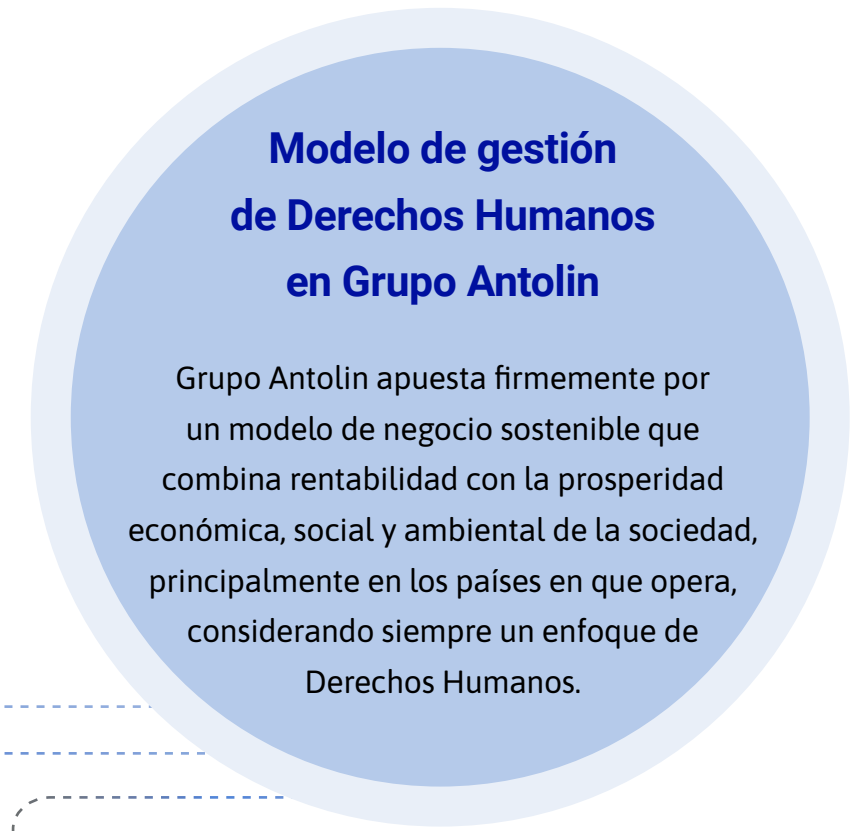 Modelo de gestión
de Derechos Humanos
en Grupo Antolin
Grupo Antolin apuesta firmemente por
un modelo de negocio sostenible que
combina rentabilidad con la prosperidad
económica, social y ambiental de la sociedad,
principalmente en los países en que opera,
considerando siempre un enfoque de
Derechos Humanos.